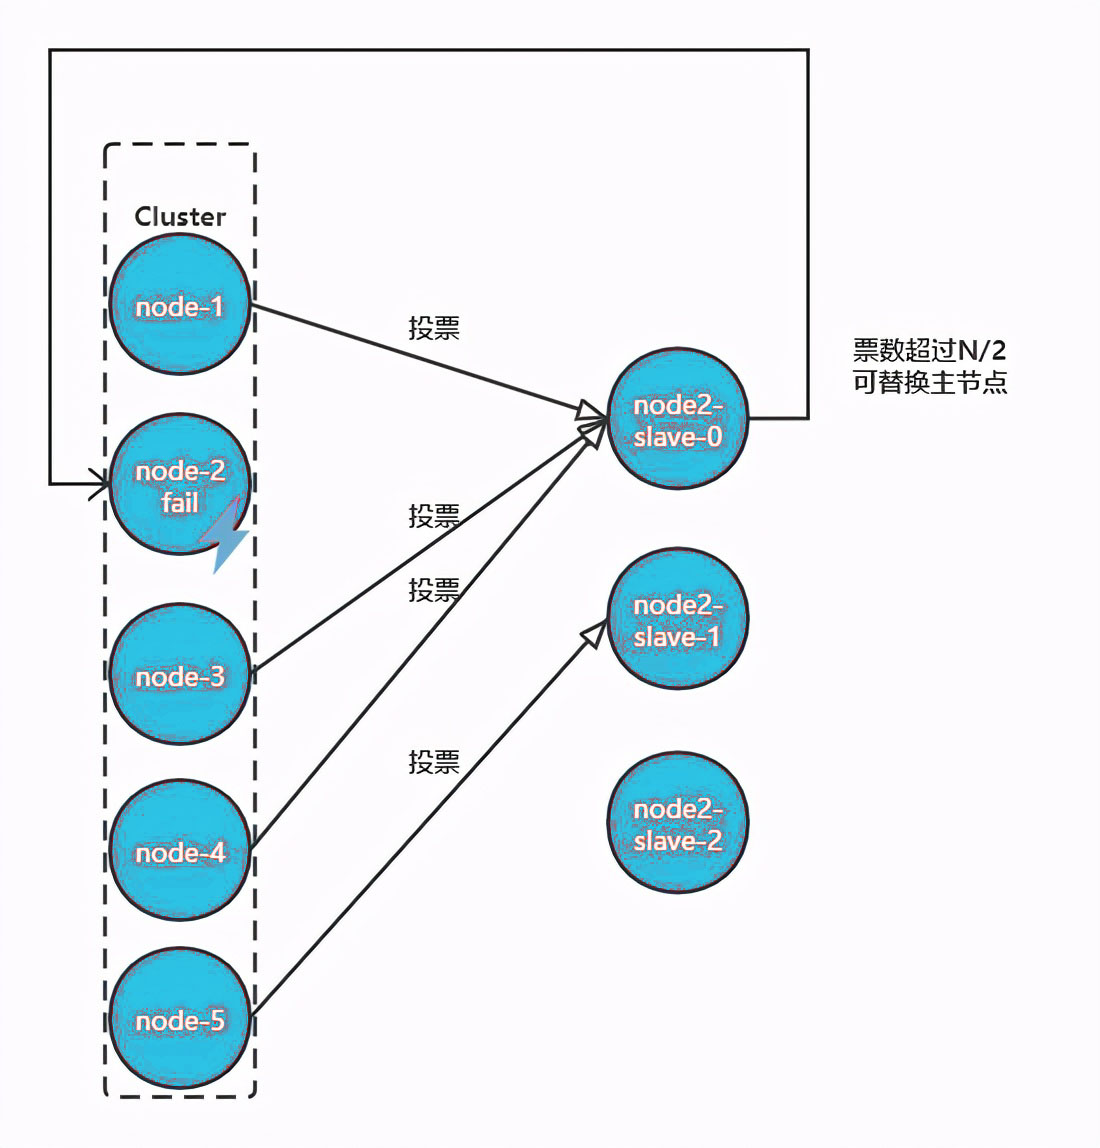 Cluster
node-1
投票
票数超过N/2
可替换主节点
node2-
slave-0
node-2
fail
投票
投票
node2-
slave-1
node-3
投票
node2-
slave-2
node-4
node-5